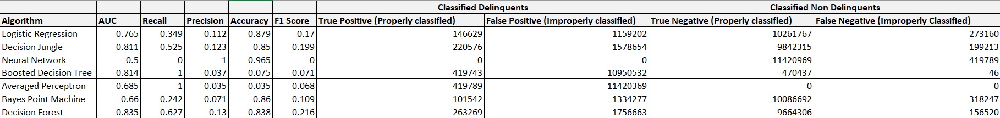 Classified Delinquents Classified Non Delinquents
Algorithm AUC Recall Precision Accuracy F1 Score True Positive (Properly classifled) False Positive (Improperly classifled) True Negative (Properly classifled) False Negative (Improperly Classified)
Logistic Regression 0.765 0.349 0.112 0.879 0.17 146629 1159202 10261767 273160
Decision Jungle 0.811 0.525 0.123 0.85 0.199 220576 1578654 9842315 199213
Neural Network 0.5 0 1 0.965 0 0 0 11420969 419789
Boosted Decision Tree 0.814 1 0.037 0.075 0.071 419743 10950532 470437 46
Averaged Perceptron 0.685 1 0.035 0.035 0.068 419789 11420369 0 0
Bayes Point Machine 0.66 0.242 0.071 0.86 0.109 101542 1334277 10086692 318247
Decision Forest 0.835 0.627 0.13 0.838 0.216 263269 1756663 9664306 156520